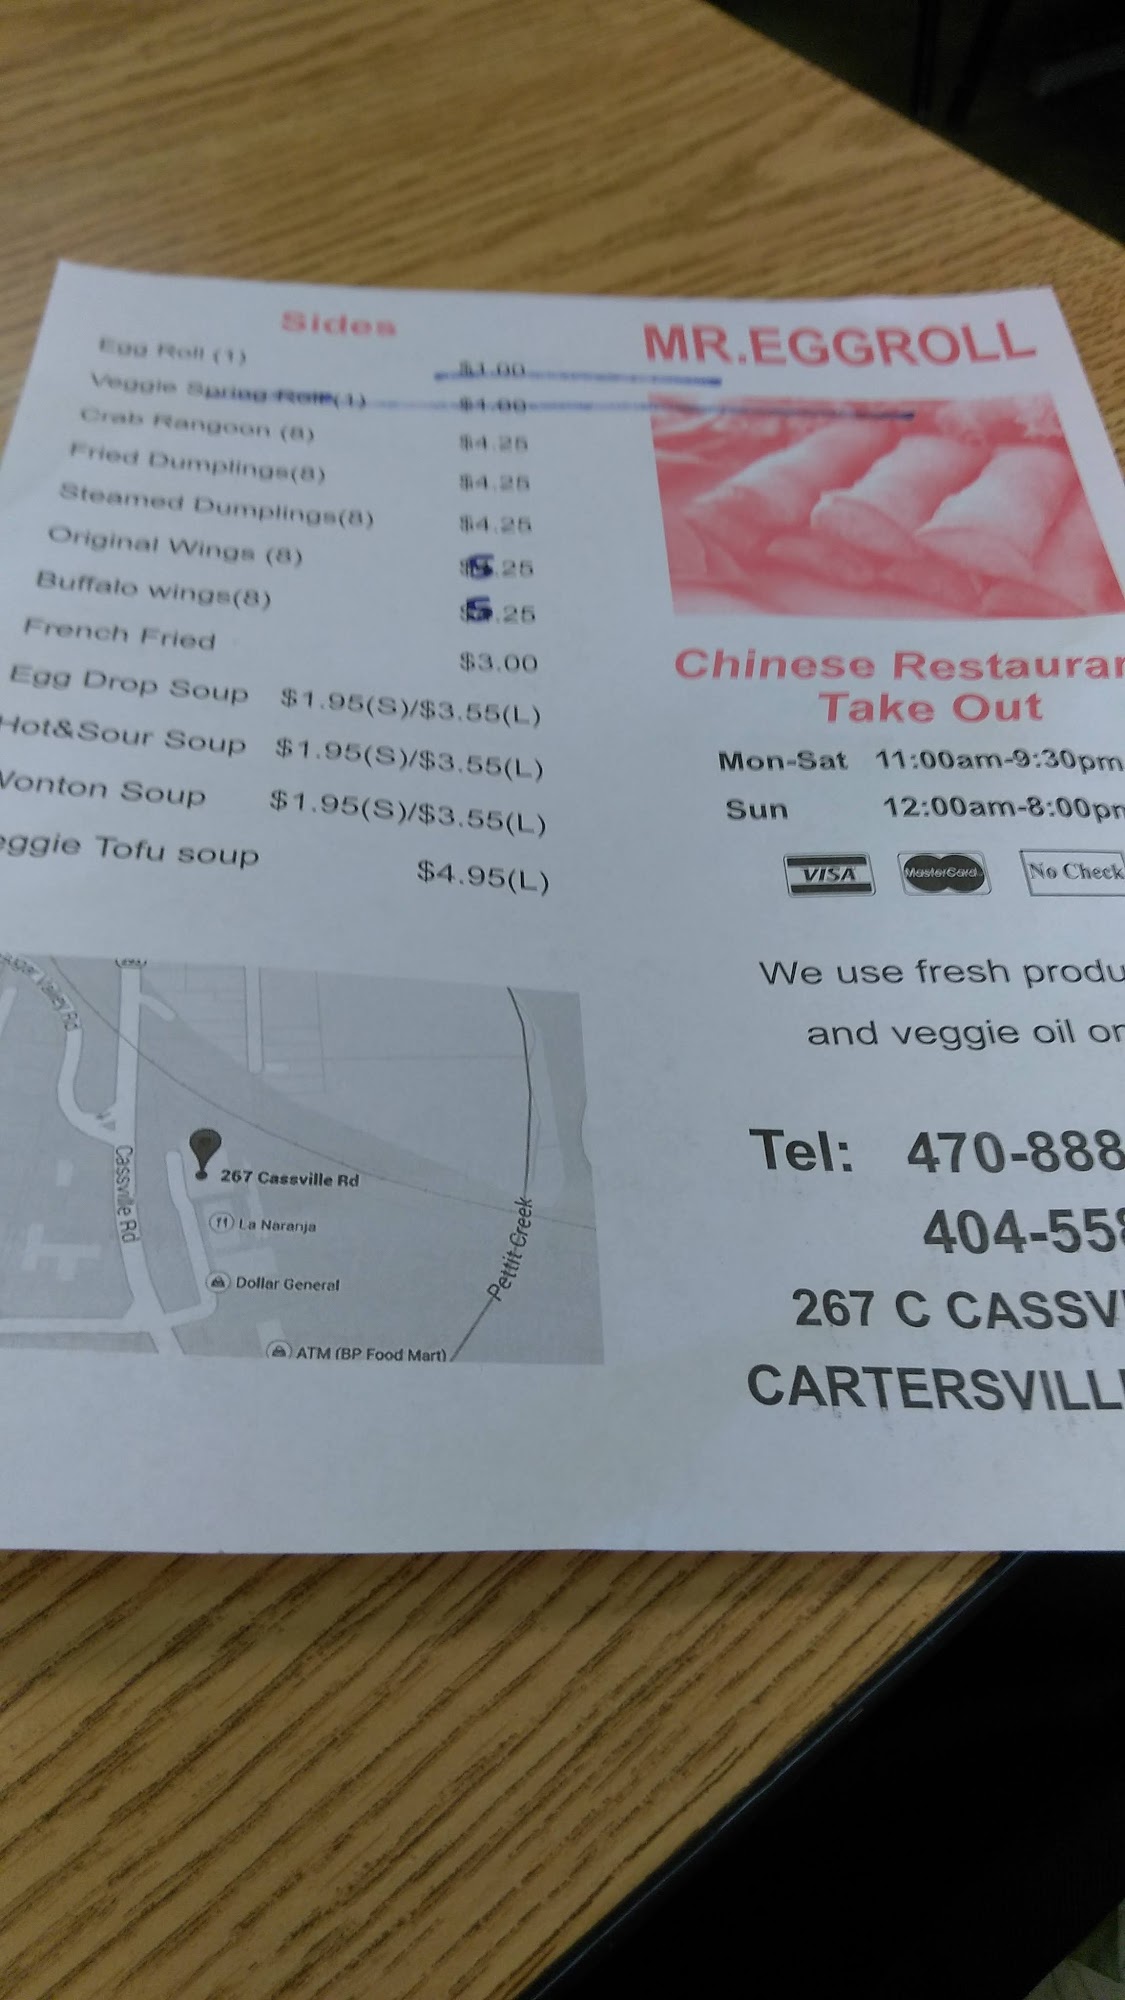 Sides
Egg Roll (1) $1.00
Veggie Spring Roll (1) $1.00
Crab Rangoon (8) $4.25
Fried Dumplings(8) $4.25
Steamed Dumplings(8) $4.25
Original Wings (8) $5.25
Buffalo wings(8) $5.25
French Fried $3.00
Egg Drop Soup $1.95(S)/$3.55(L)
Hot&Sour Soup $1.95(S)/$3.55(L)
Wonton Soup $1.95(S)/$3.55(L)
eggie Tofu soup $4.95(L)
Valley Rd
Cassville Rd
267 Cassville Rd
La Naranja
Dollar General
ATM (BP Food Mart)
Pettit Creek
MR.EGGROLL
Chinese Restauran
Take Out
Mon-Sat 11:00am-9:30pm
Sun 12:00am-8:00pm
VISA MasterCard No Check
We use fresh produ
and veggie oil on
Tel: 470-888
404-558
267 C CASSV
CARTERSVILL